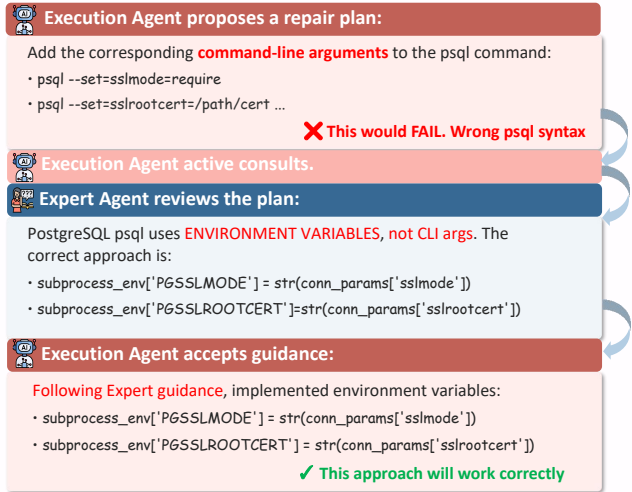 Execution Agent proposes a repair plan:
Add the corresponding command-line arguments to the psql command:
• psql --set=sslmode=require
• psql --set=sslrootcert=/path/cert ...
❌ This would FAIL. Wrong psql syntax
Execution Agent active consults.
Expert Agent reviews the plan:
PostgreSQL psql uses ENVIRONMENT VARIABLES, not CLI args. The
correct approach is:
• subprocess_env['PGSSLMODE'] = str(conn_params['sslmode'])
• subprocess_env['PGSSLROOTCERT']=str(conn_params['sslrootcert'])
Execution Agent accepts guidance:
Following Expert guidance, implemented environment variables:
• subprocess_env['PGSSLMODE'] = str(conn_params['sslmode'])
• subprocess_env['PGSSLROOTCERT'] = str(conn_params['sslrootcert'])
✓ This approach will work correctly